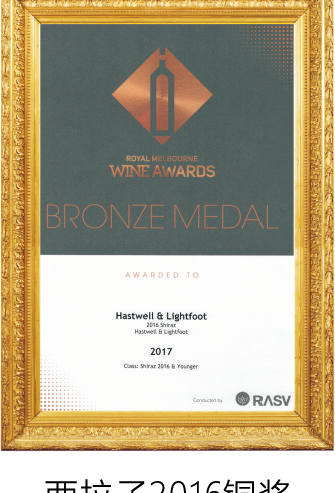 ROYAL MELBOURNE
WINE AWARDS
BRONZE MEDAL
AWARDED TO
Hastwell & Lightfoot
2016 Shiraz
Hastwell & Lightfoot
2017
Class: Shiraz 2016 & Younger
Conducted by RASV
西拉子2016铜奖